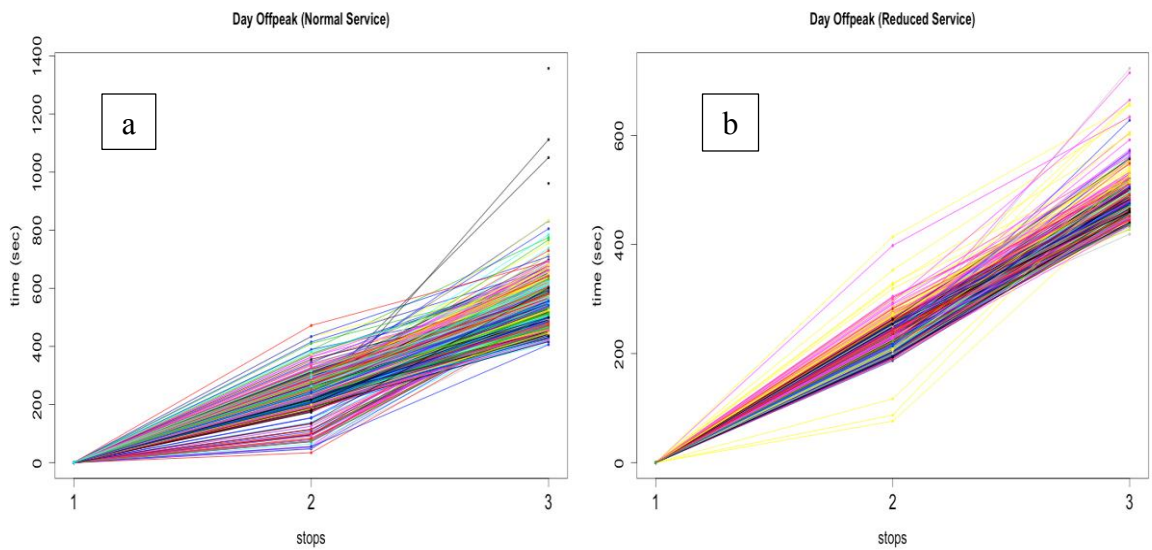 Day Offpeak (Normal Service)
a
1400
1200
1000
800
600
400
200
0
time (sec)
1 2 3
stops
Day Offpeak (Reduced Service)
b
600
400
200
0
time (sec)
1 2 3
stops